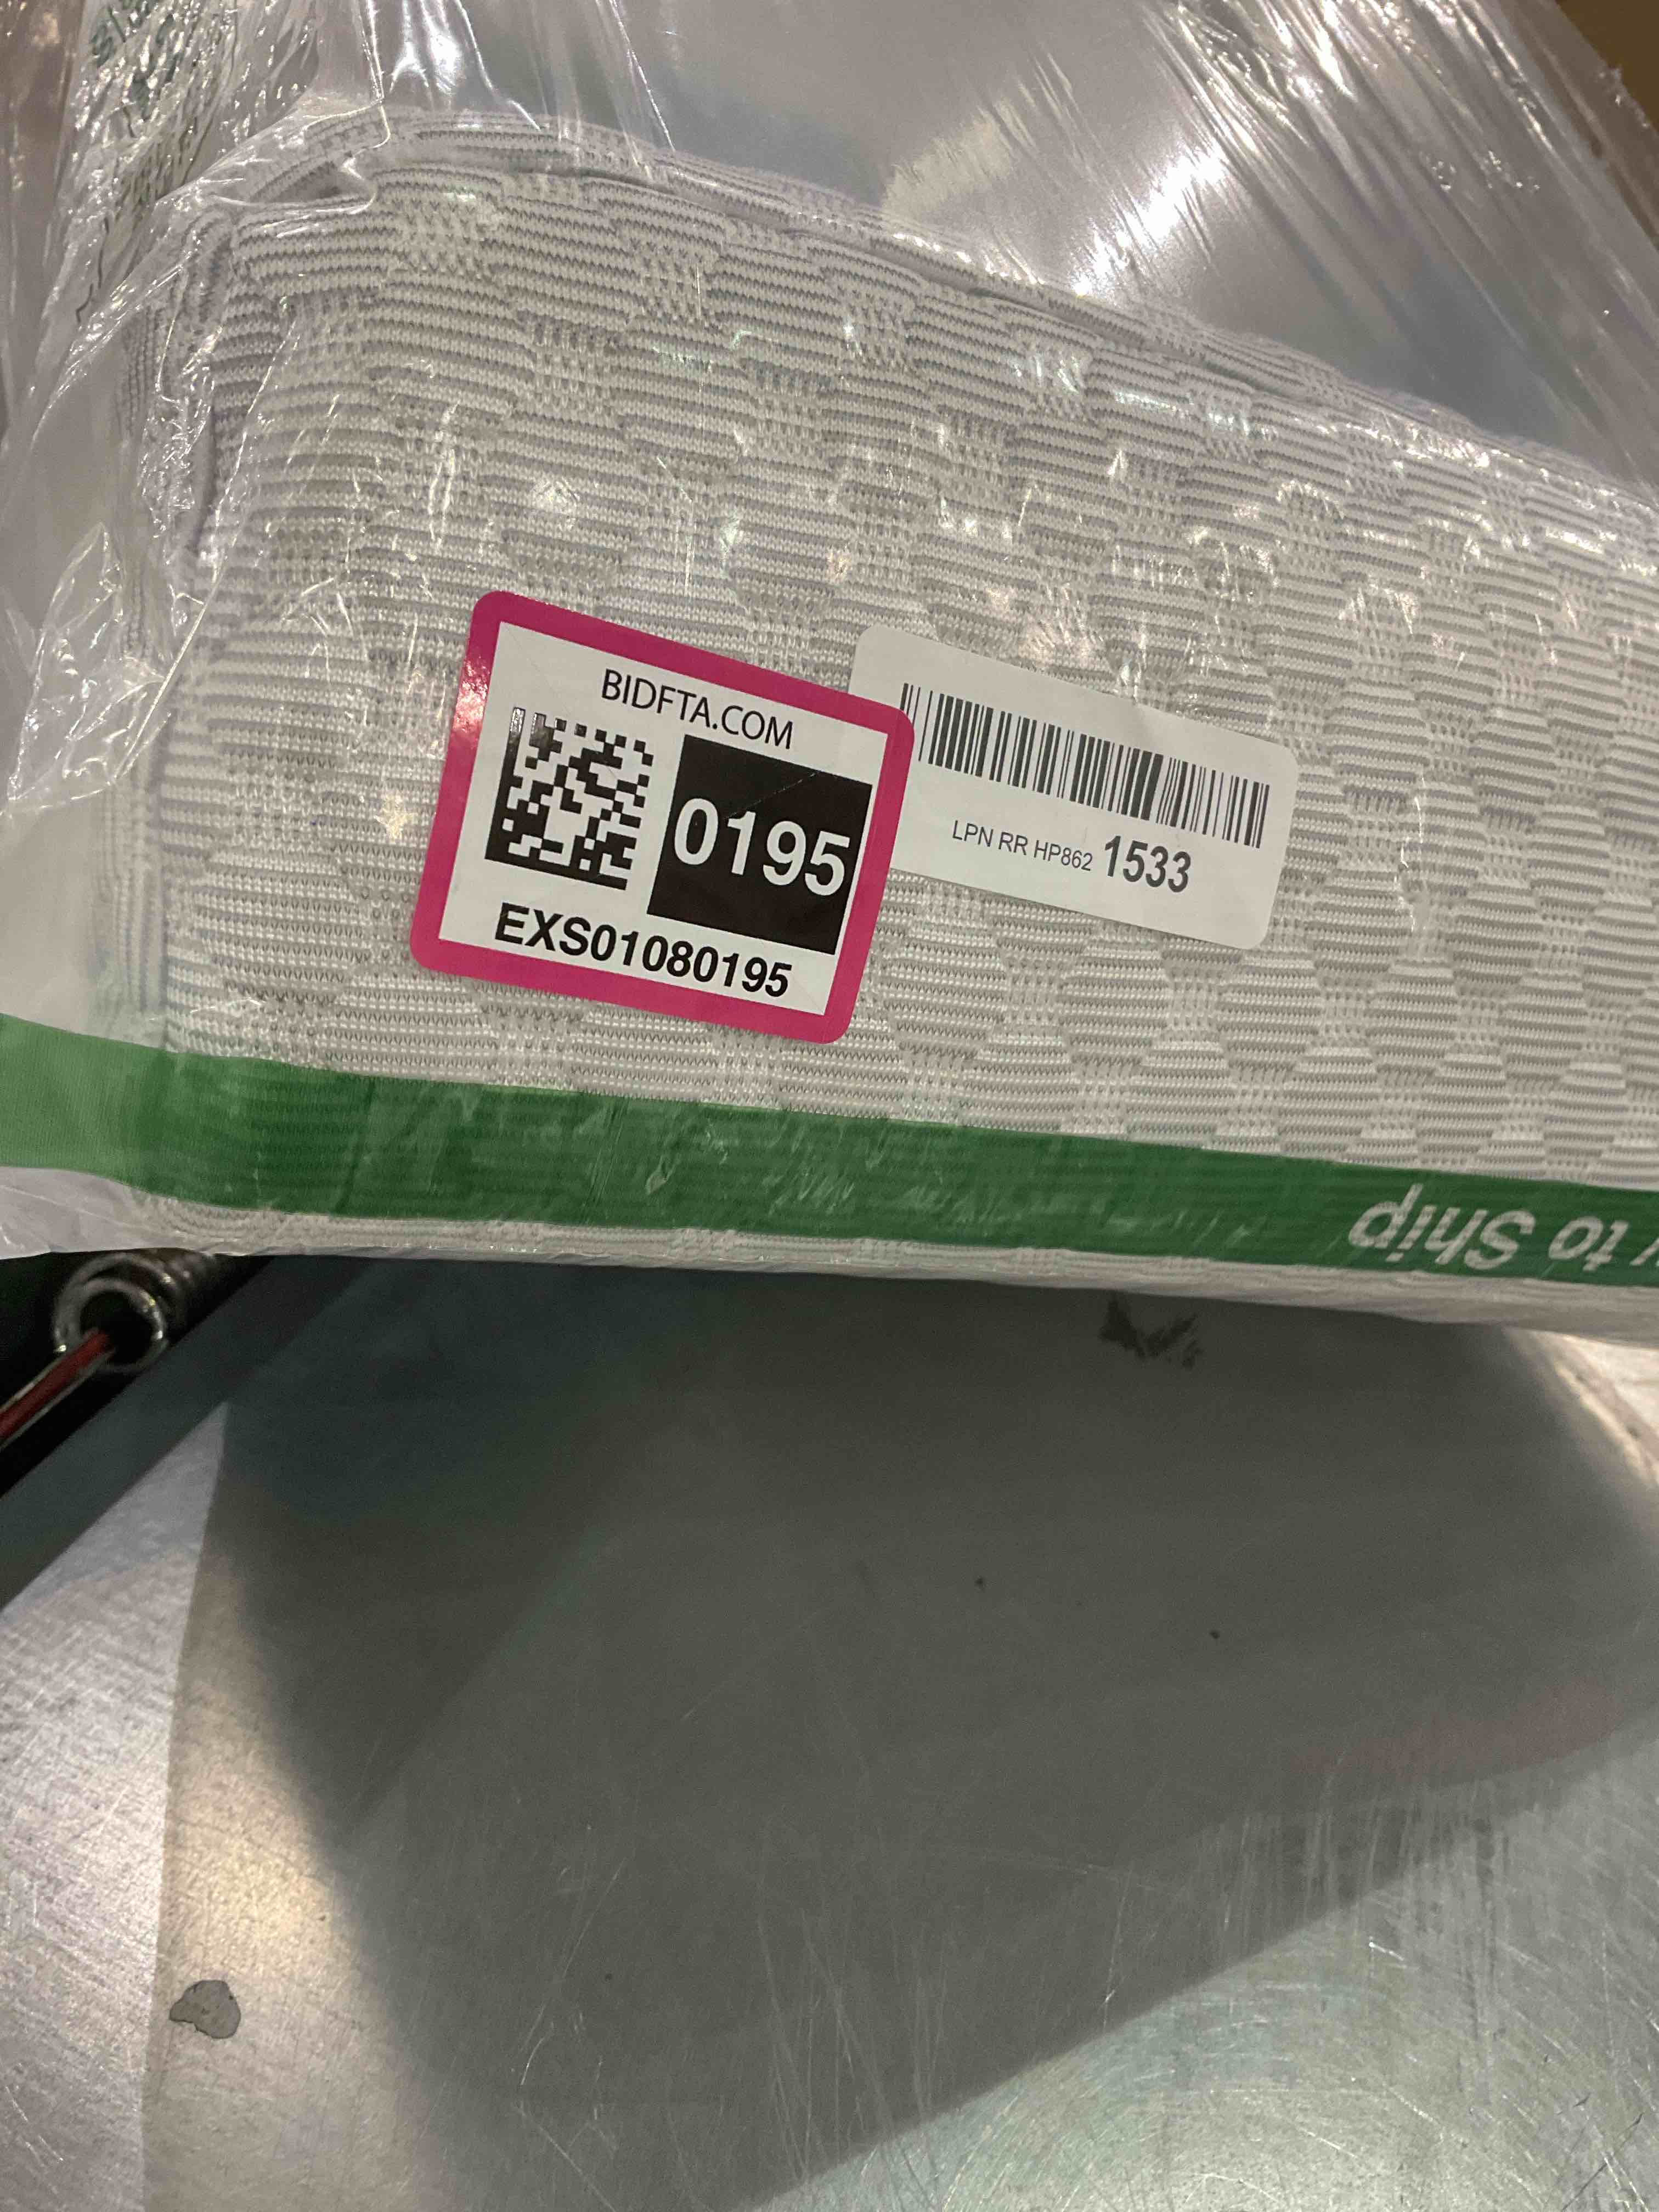 BIDFTA.COM
0195
EXS01080195
LPN RR HP862 1533
to Ship